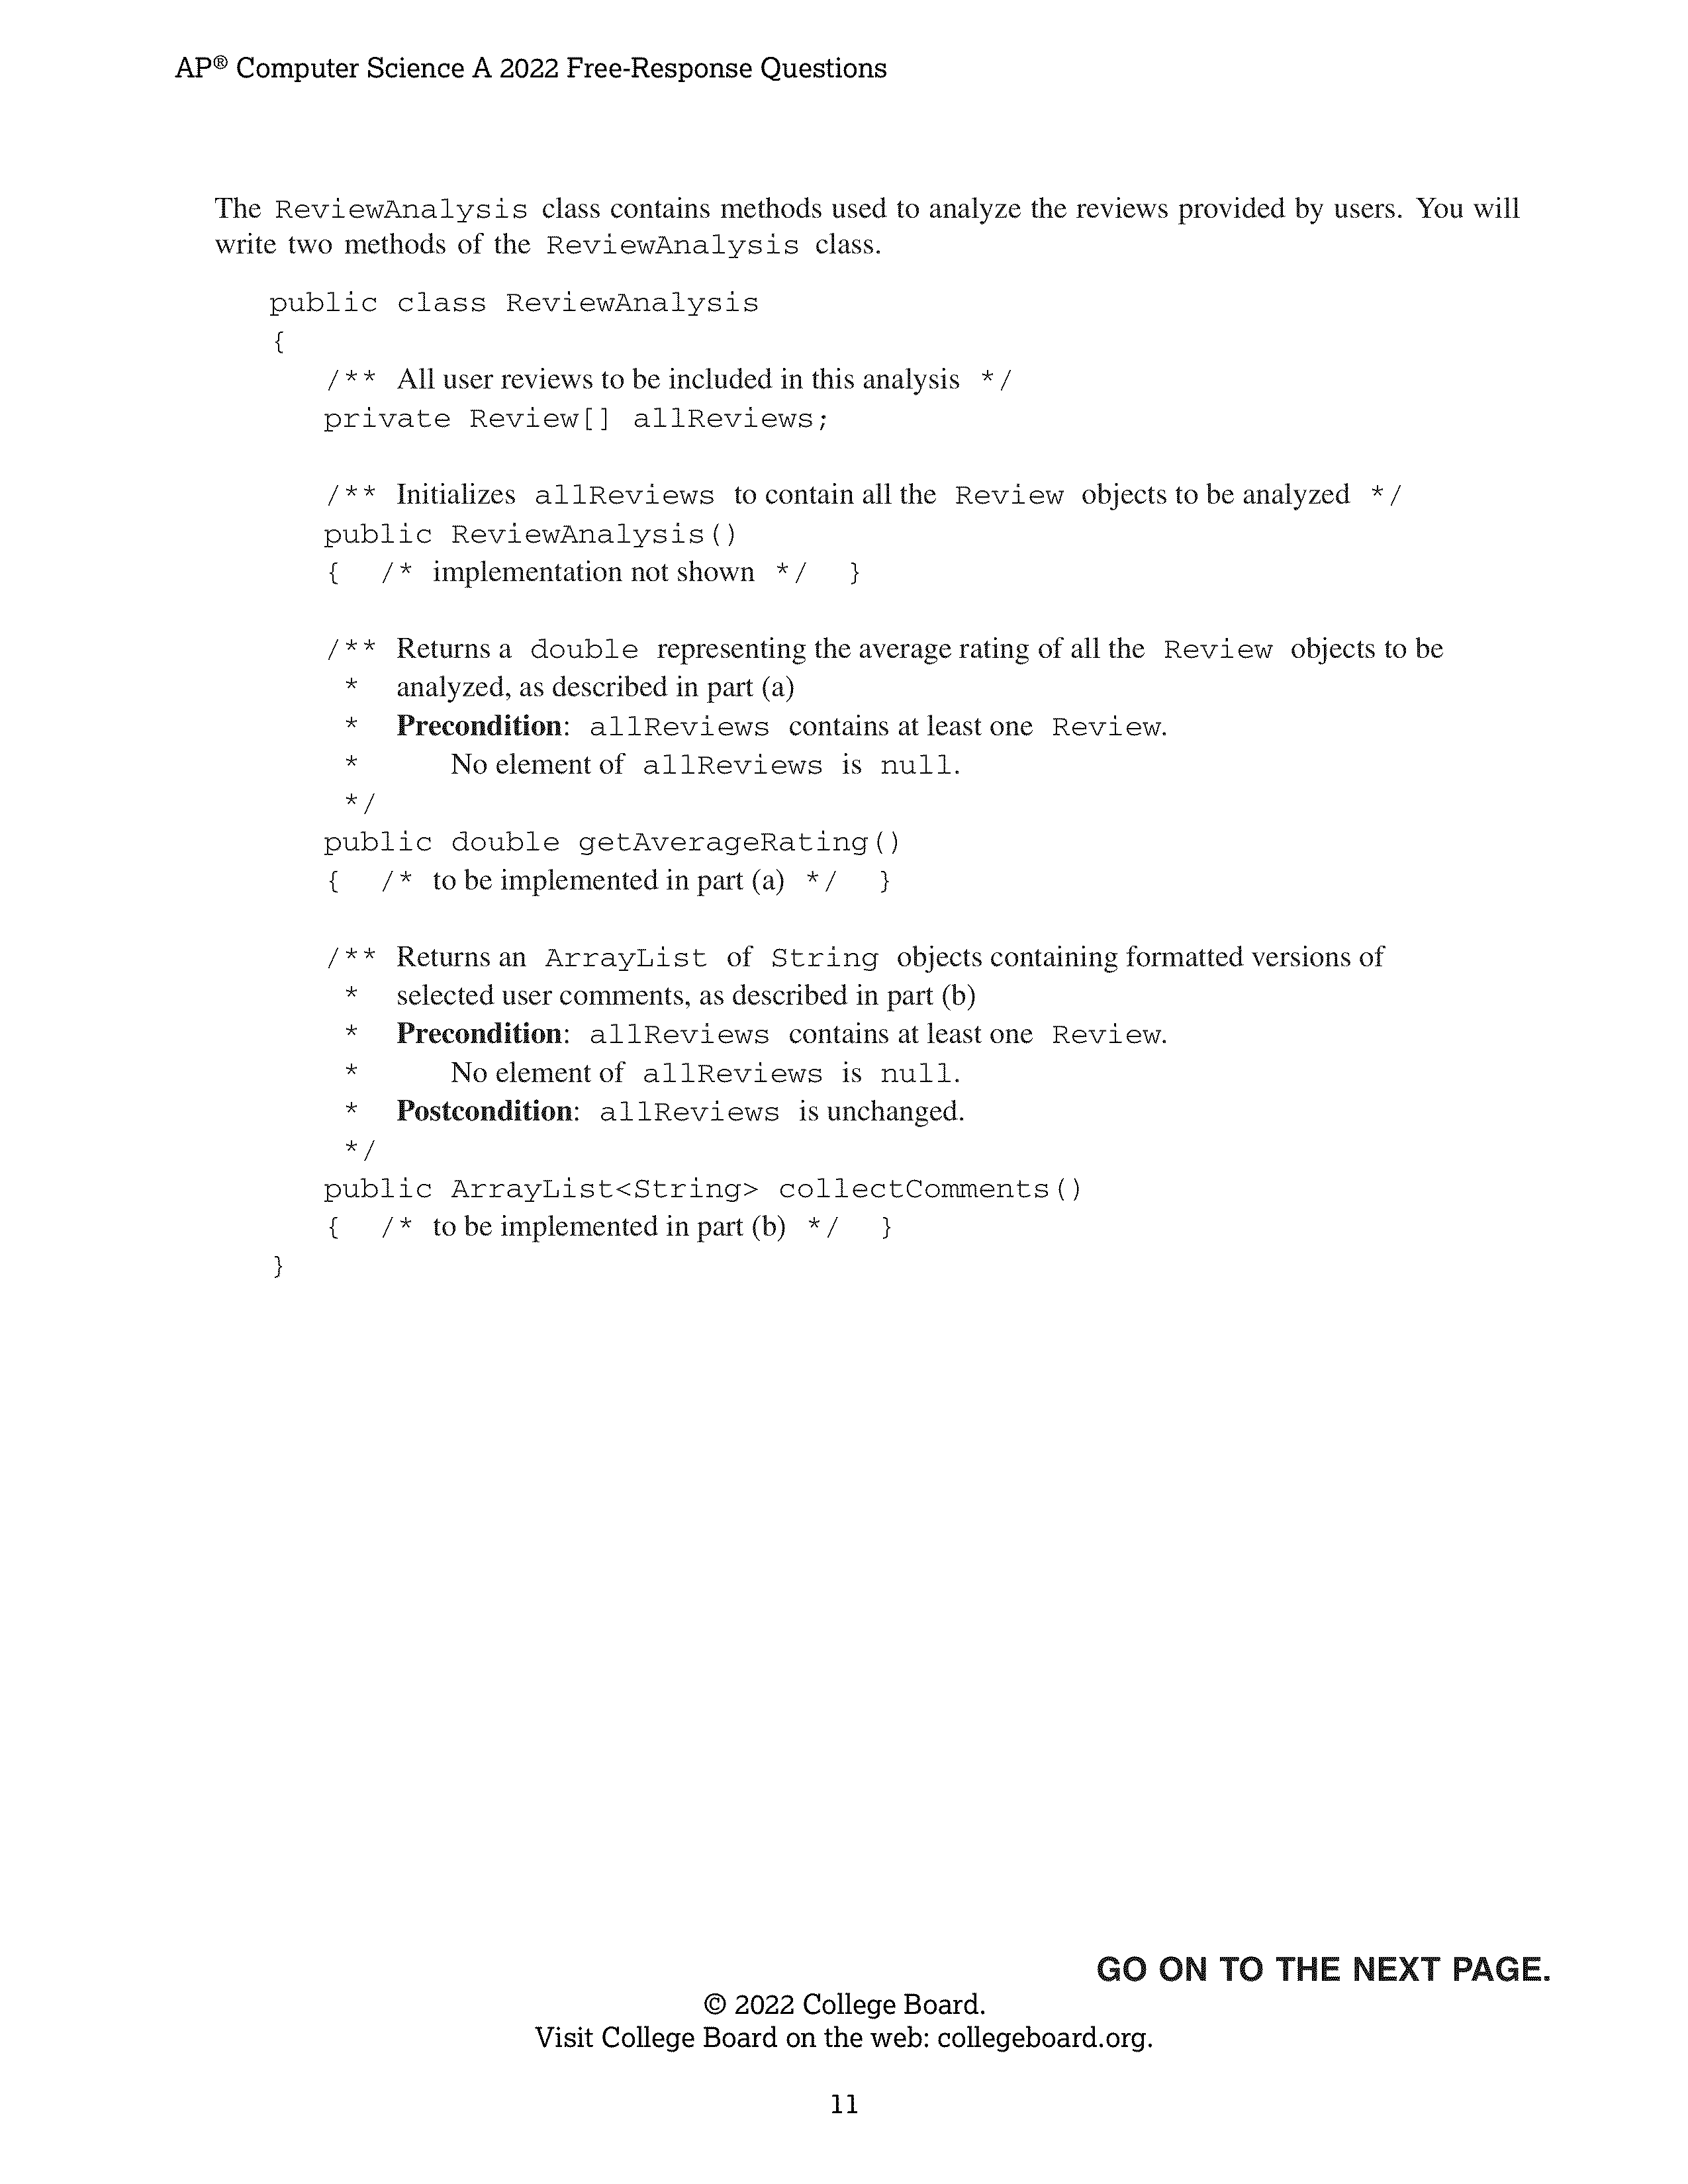 AP® Computer Science A 2022 Free-Response Questions
The ReviewAnalysis class contains methods used to analyze the reviews provided by users. You will
write two methods of the ReviewAnalysis class.
public class ReviewAnalysis
{
/** All user reviews to be included in this analysis */
private Review[] allReviews;
/** Initializes allReviews to contain all the Review objects to be analyzed */
public ReviewAnalysis()
{ /* implementation not shown */ }
/** Returns a double representing the average rating of all the Review objects to be
* analyzed, as described in part (a)
* Precondition: allReviews contains at least one Review.
* No element of allReviews is null.
*/
public double getAverageRating()
{ /* to be implemented in part (a) */ }
/** Returns an ArrayList of String objects containing formatted versions of
* selected user comments, as described in part (b)
* Precondition: allReviews contains at least one Review.
* No element of allReviews is null.
* Postcondition: allReviews is unchanged.
*/
public ArrayList<String> collectComments()
{ /* to be implemented in part (b) */ }
}
GO ON TO THE NEXT PAGE.
© 2022 College Board.
Visit College Board on the web: collegeboard.org.
11